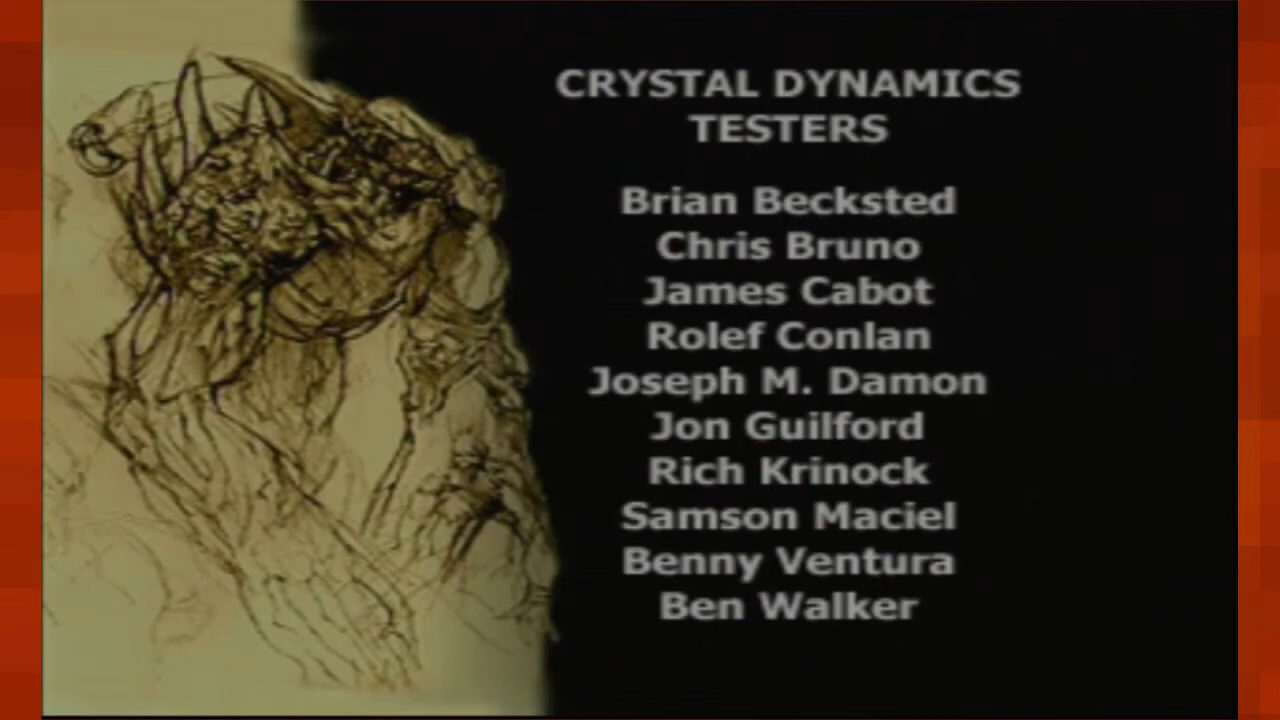 CRYSTAL DYNAMICS
TESTERS
Brian Becksted
Chris Bruno
James Cabot
Rolef Conlan
Joseph M. Damon
Jon Guilford
Rich Krinock
Samson Maciel
Benny Ventura
Ben Walker